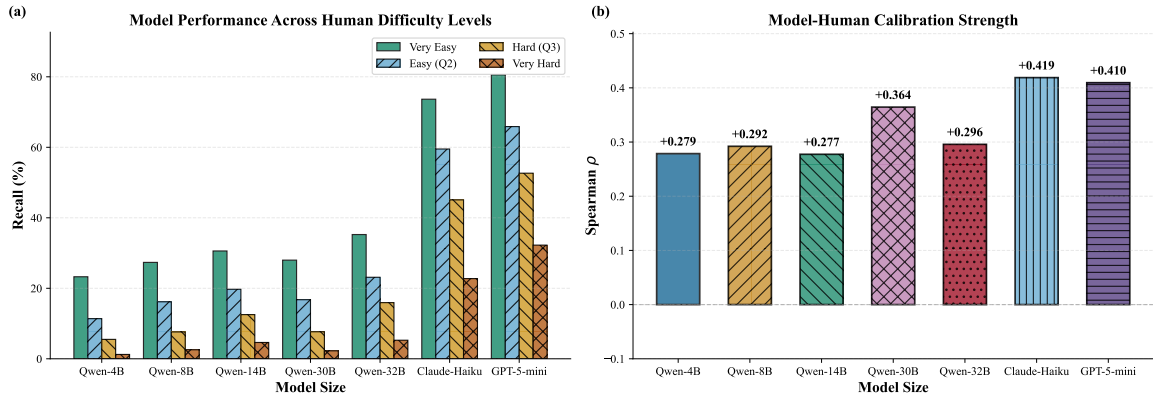 (a)
Model Performance Across Human Difficulty Levels
Very Easy
Easy (Q2)
Hard (Q3)
Very Hard
Recall (%)
80
60
40
20
0
Qwen-4B Qwen-8B Qwen-14B Qwen-30B Qwen-32B Claude-Haiku GPT-5-mini
Model Size
(b)
Model-Human Calibration Strength
Spearman ρ
0.5
0.4
0.3
0.2
0.1
0.0
−0.1
+0.279
+0.292
+0.277
+0.364
+0.296
+0.419
+0.410
Qwen-4B Qwen-8B Qwen-14B Qwen-30B Qwen-32B Claude-Haiku GPT-5-mini
Model Size